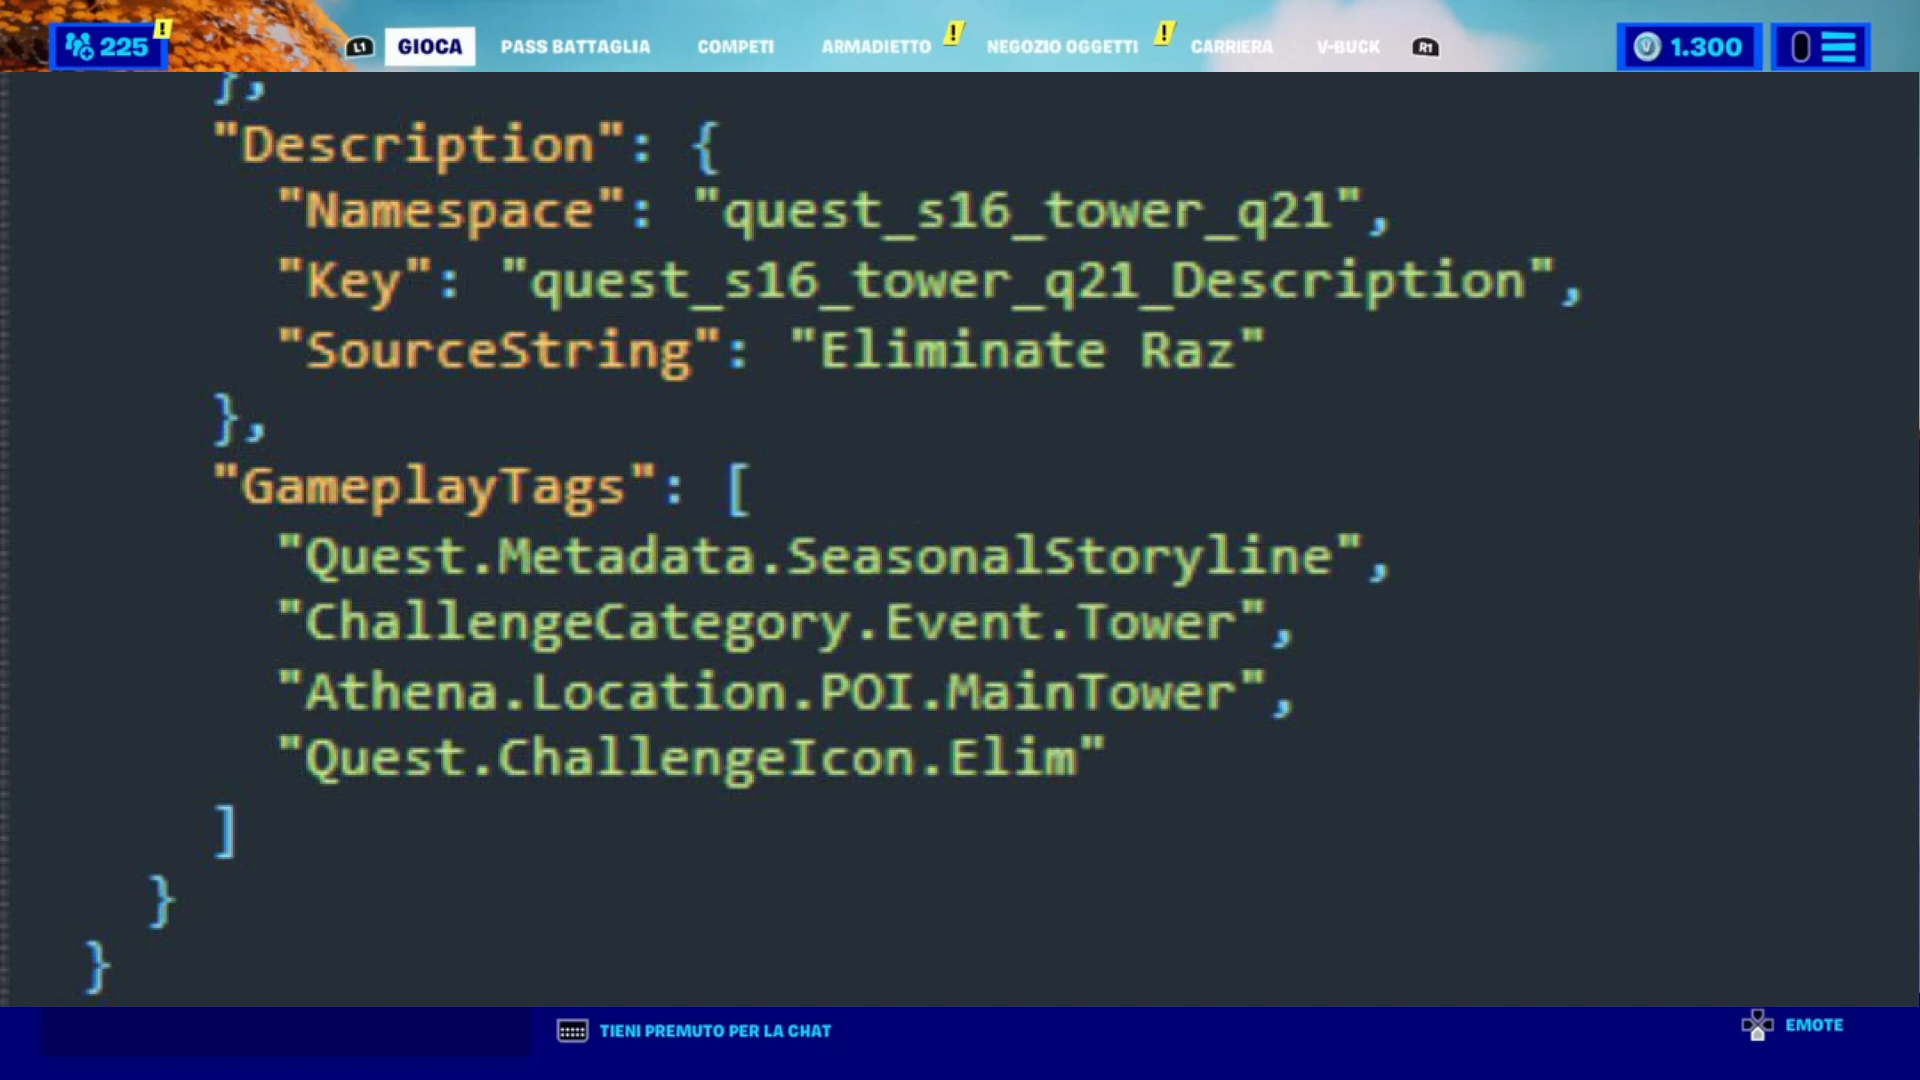 225 !
L1 GIOCA PASS BATTAGLIA COMPETI ARMADIETTO ! NEGOZIO OGGETTI ! CARRIERA V-BUCK R1
V 1.300
},
"Description": {
"Namespace": "quest_s16_tower_q21",
"Key": "quest_s16_tower_q21_Description",
"SourceString": "Eliminate Raz"
},
"GameplayTags": [
"Quest.Metadata.SeasonalStoryline",
"ChallengeCategory.Event.Tower",
"Athena.Location.POI.MainTower",
"Quest.ChallengeIcon.Elim"
]
}
}
TIENI PREMUTO PER LA CHAT
EMOTE